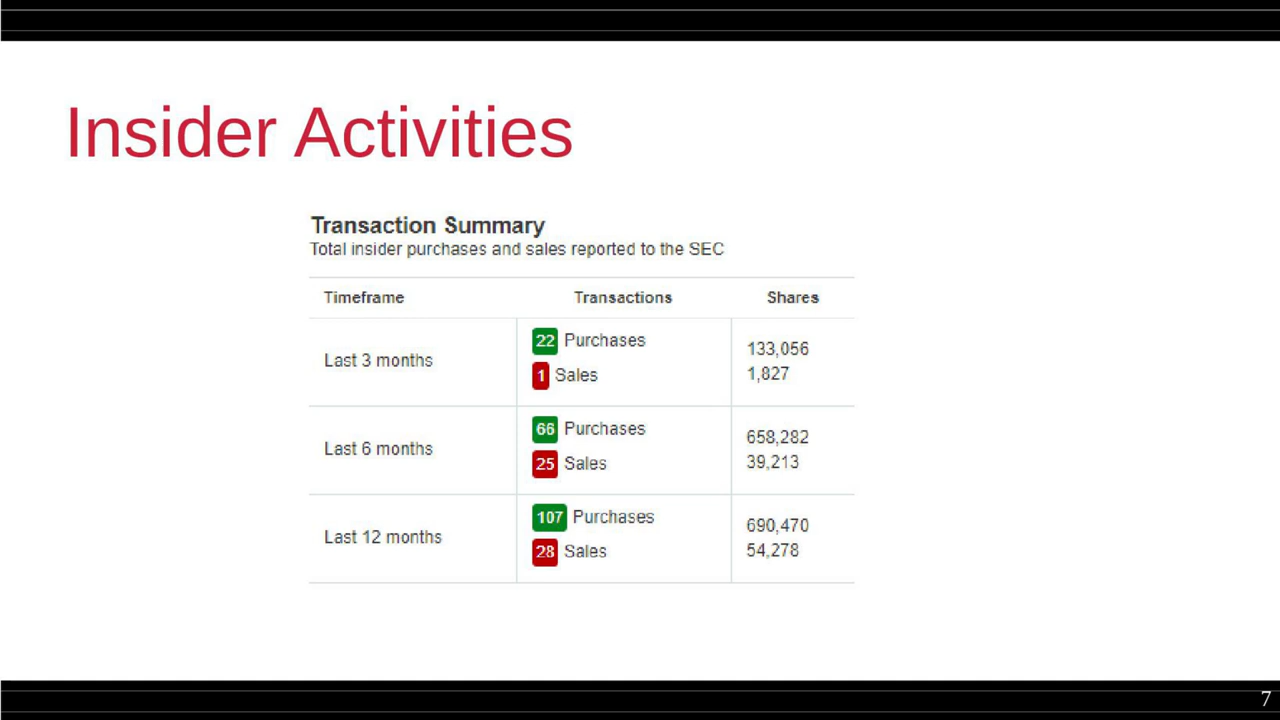 Insider Activities
Transaction Summary
Total insider purchases and sales reported to the SEC
Timeframe Transactions Shares
Last 3 months
22 Purchases
1 Sales
133,056
1,827
Last 6 months
66 Purchases
25 Sales
658,282
39,213
Last 12 months
107 Purchases
28 Sales
690,470
54,278
7